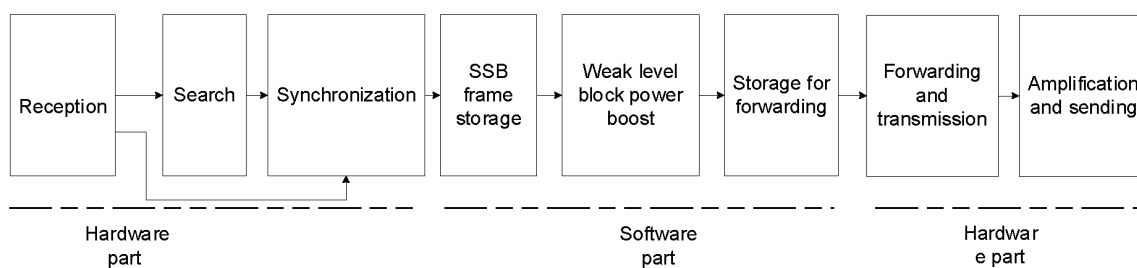 Reception
Search
Synchronization
SSB
frame
storage
Weak level
block power
boost
Storage for
forwarding
Forwarding
and
transmission
Amplification
and sending
Hardware
part
Software
part
Hardwar
e part